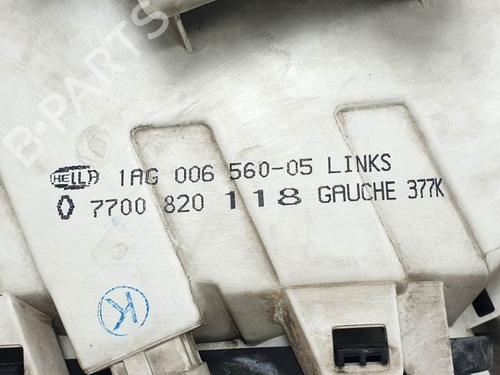 B-PARTS
HELLA 1AG 006 560-05 LINKS
7700 820 118 GAUCHE 377K
K